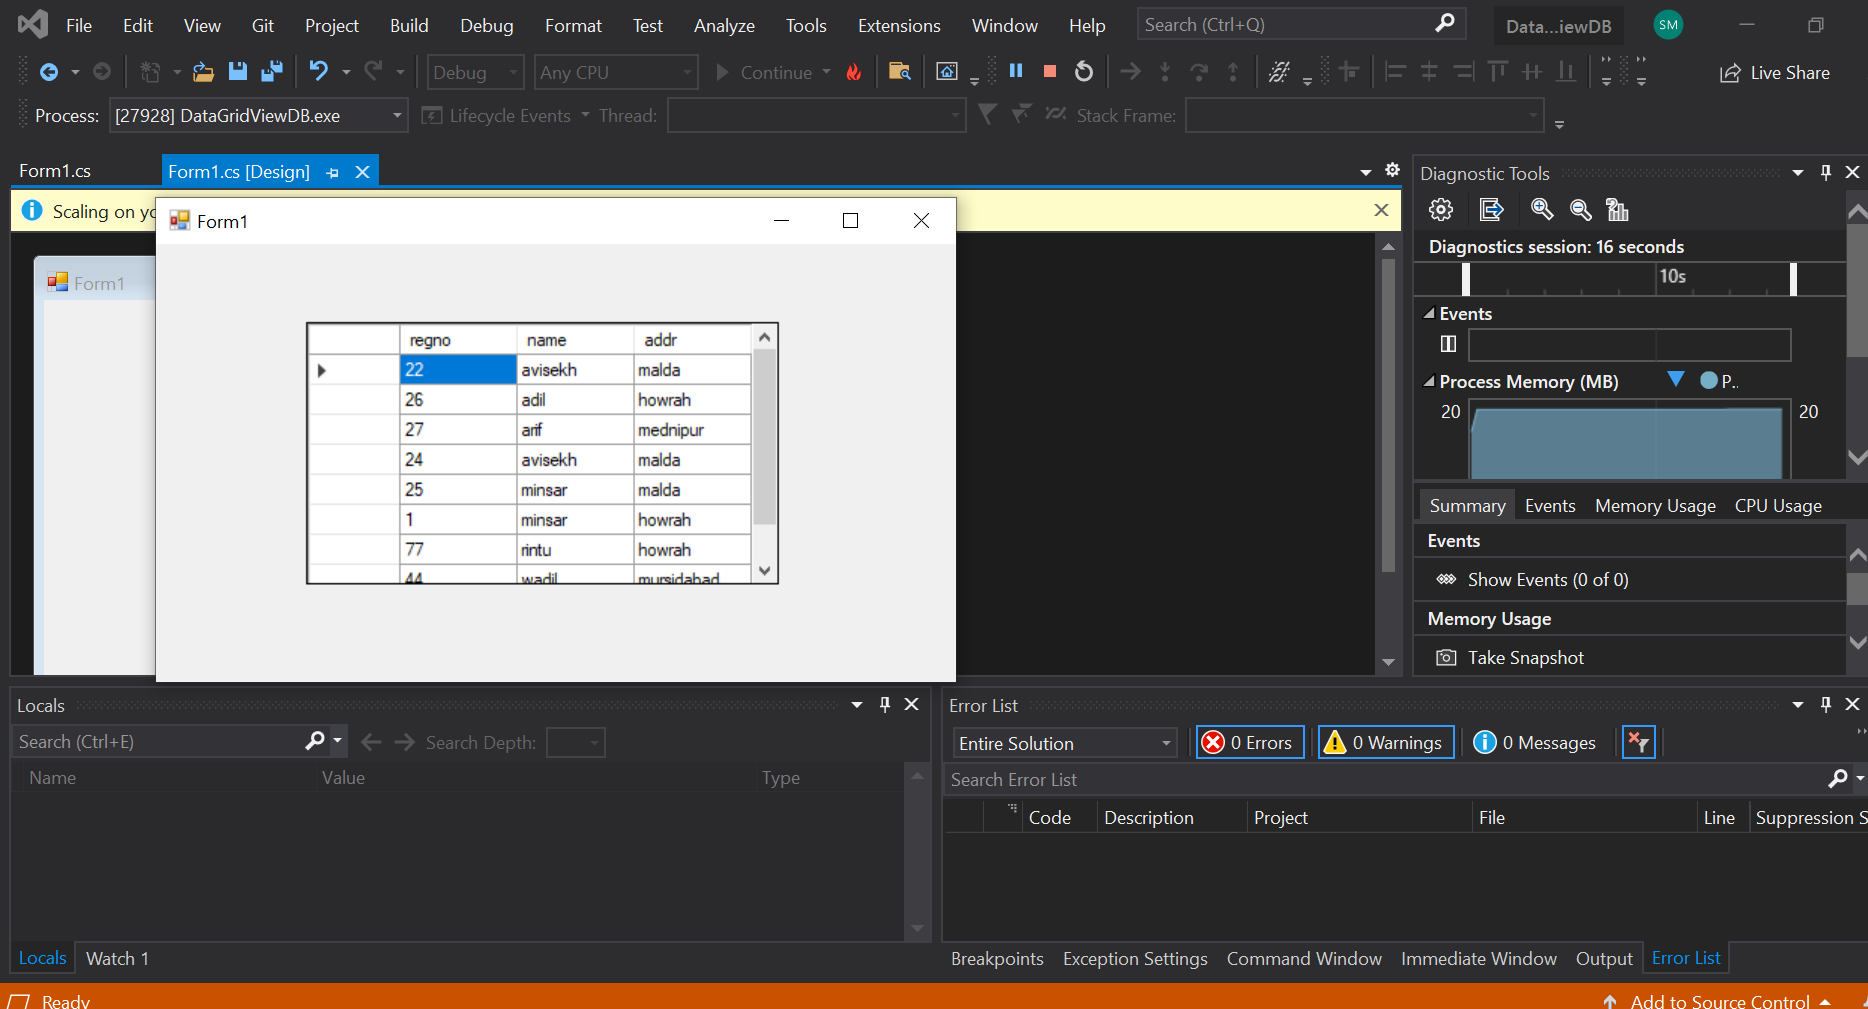 File Edit View Git Project Build Debug Format Test Analyze Tools Extensions Window Help Search (Ctrl+Q) Data...iewDB SM
Debug Any CPU Continue Live Share
Process: [27928] DataGridViewDB.exe Lifecycle Events Thread: Stack Frame:
Form1.cs Form1.cs [Design]
Scaling on yo
Form1
Form1
regno name addr
22 avisekh malda
26 adil howrah
27 arif mednipur
24 avisekh malda
25 minsar malda
1 minsar howrah
77 rintu howrah
44 wadil mursidabad
Diagnostic Tools
Diagnostics session: 16 seconds
10s
Events
Process Memory (MB) P..
20 20
Summary Events Memory Usage CPU Usage
Events
Show Events (0 of 0)
Memory Usage
Take Snapshot
Locals
Search (Ctrl+E) Search Depth:
Name Value Type
Locals Watch 1
Error List
Entire Solution 0 Errors 0 Warnings 0 Messages
Search Error List
Code Description Project File Line Suppression S
Breakpoints Exception Settings Command Window Immediate Window Output Error List
Ready Add to Source Control